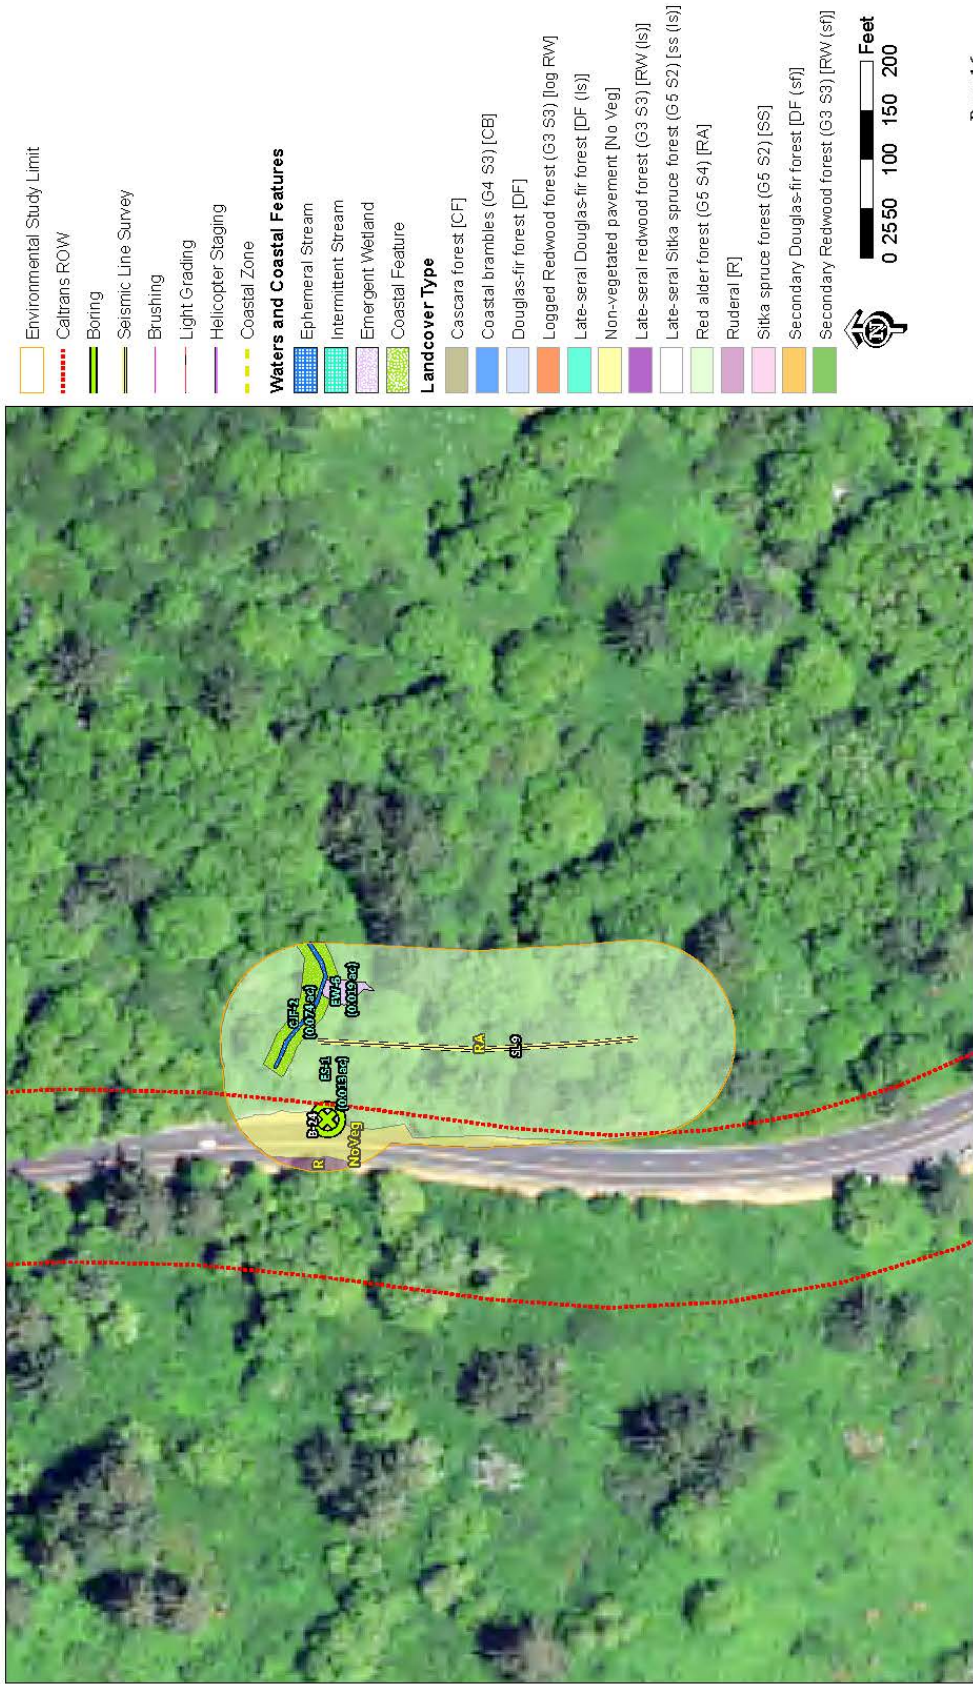 Environmental Study Limit
Caltrans ROW
Boring
Seismic Line Survey
Brushing
Light Grading
Helicopter Staging
Coastal Zone
Waters and Coastal Features
Ephemeral Stream
Intermittent Stream
Emergent Wetland
Coastal Feature
Landcover Type
Cascara forest [CF]
Coastal brambles (G4 S3) [CB]
Douglas-fir forest [DF]
Logged Redwood forest (G3 S3) [log RW]
Late-seral Douglas-fir forest [DF (ls)]
Non-vegetated pavement [No Veg]
Late-seral redwood forest (G3 S3) [RW (ls)]
Late-seral Sitka spruce forest (G5 S2) [ss (ls)]
Red alder forest (G5 S4) [RA]
Ruderal [R]
Sitka spruce forest (G5 S2) [SS]
Secondary Douglas-fir forest [DF (sf)]
Secondary Redwood forest (G3 S3) [RW (sf)]
N
0 25 50 100 150 200
Feet
CJF-2
(0.074 ac)
EW-5
(0.019 ac)
ES-1
(0.013 ac)
B-24
R
No Veg
RA
SL-9